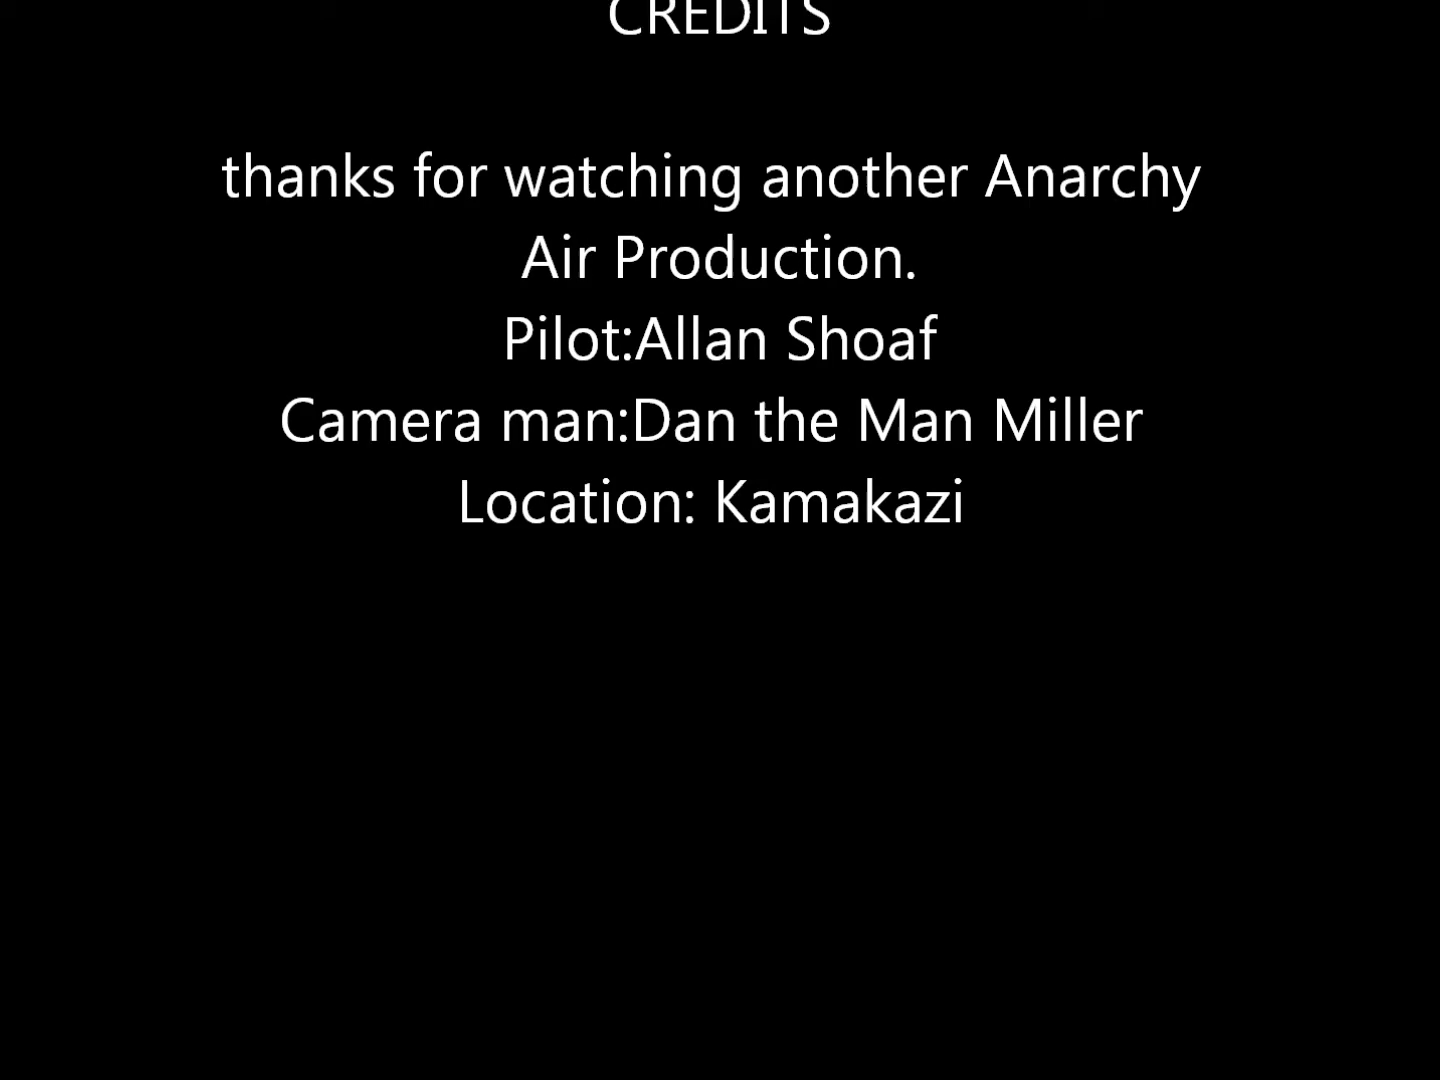 CREDITS
thanks for watching another Anarchy
Air Production.
Pilot:Allan Shoaf
Camera man:Dan the Man Miller
Location: Kamakazi